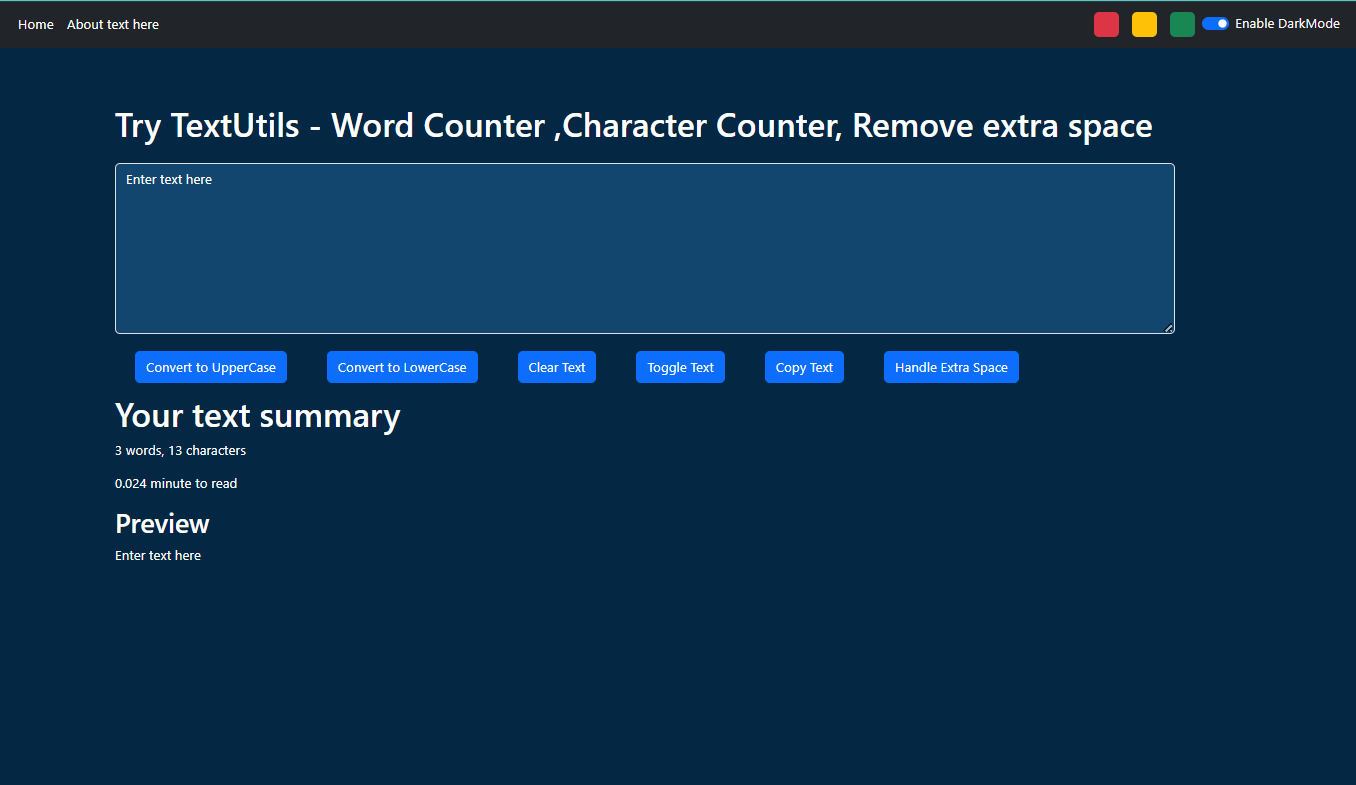 Home About text here Enable DarkMode
Try TextUtils - Word Counter ,Character Counter, Remove extra space
Enter text here
Convert to UpperCase Convert to LowerCase Clear Text Toggle Text Copy Text Handle Extra Space
Your text summary
3 words, 13 characters
0.024 minute to read
Preview
Enter text here